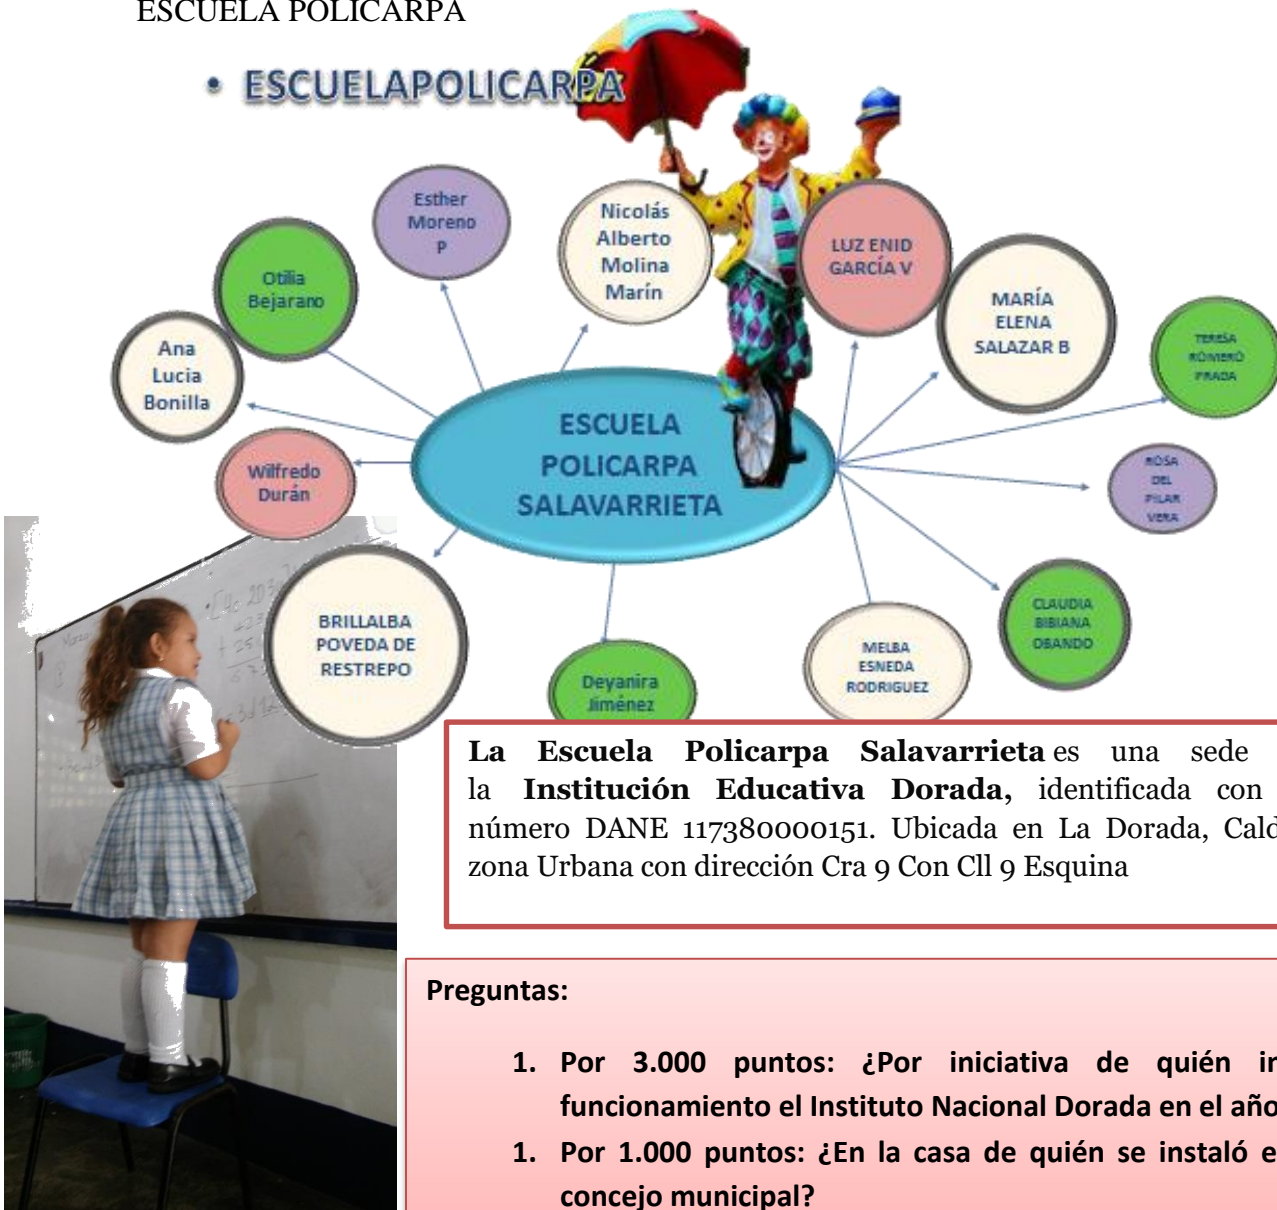 ESCUELA POLICARPA
• ESCUELAPOLICARPA
Esther
Moreno
P
Nicolás
Alberto
Molina
Marín
LUZ ENID
GARCÍA V
MARÍA
ELENA
SALAZAR B
TERESA
ROMERO
PRADA
Otilia
Bejarano
Ana
Lucia
Bonilla
Wilfredo
Durán
ESCUELA
POLICARPA
SALAVARRIETA
ROSA
DEL
PILAR
VERA
BRILLALBA
POVEDA DE
RESTREPO
Deyanira
Jiménez
MELBA
ESNEDA
RODRIGUEZ
CLAUDIA
BIBIANA
OBANDO
La Escuela Policarpa Salavarrieta es una sede
la Institución Educativa Dorada, identificada con
número DANE 117380000151. Ubicada en La Dorada, Cald
zona Urbana con dirección Cra 9 Con Cll 9 Esquina
Preguntas:
1. Por 3.000 puntos: ¿Por iniciativa de quién in
funcionamiento el Instituto Nacional Dorada en el año
1. Por 1.000 puntos: ¿En la casa de quién se instaló e
concejo municipal?